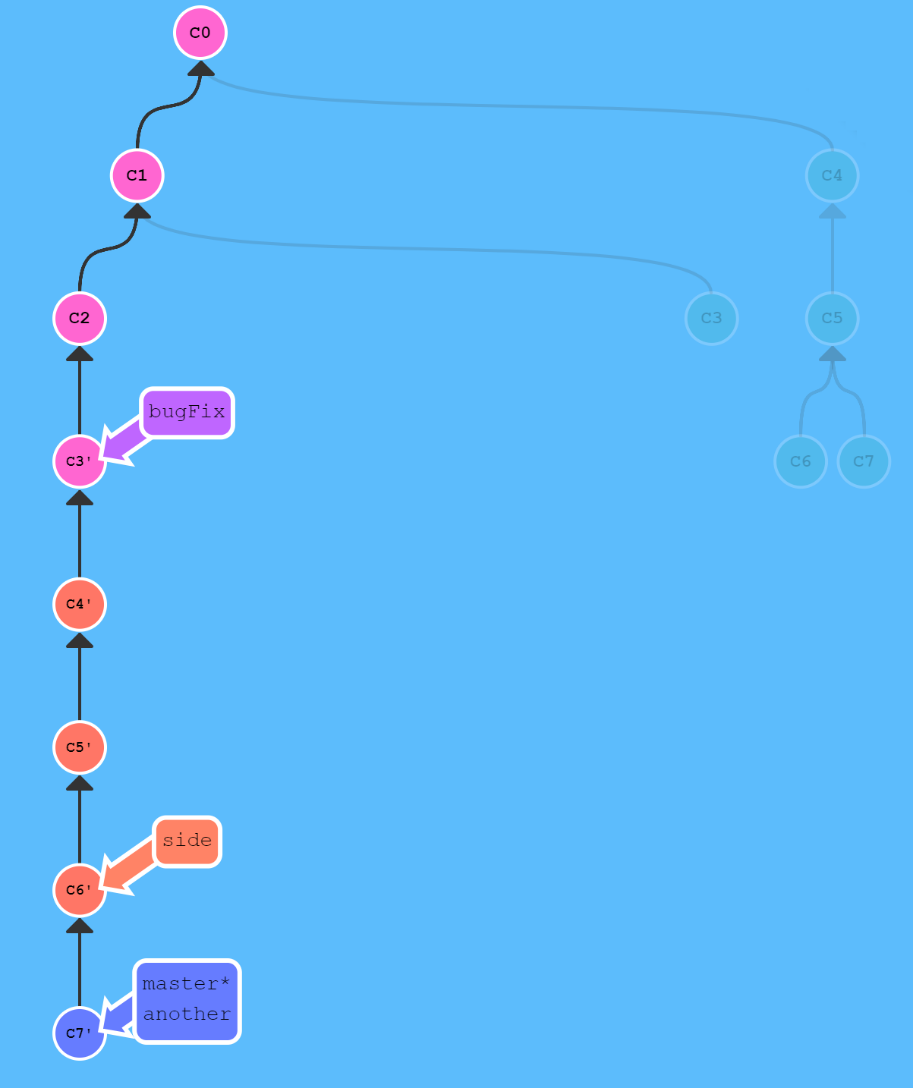 C0
C1
C4
C2
C3
C5
bugFix
C3'
C6
C7
C4'
C5'
side
C6'
master*
another
C7'